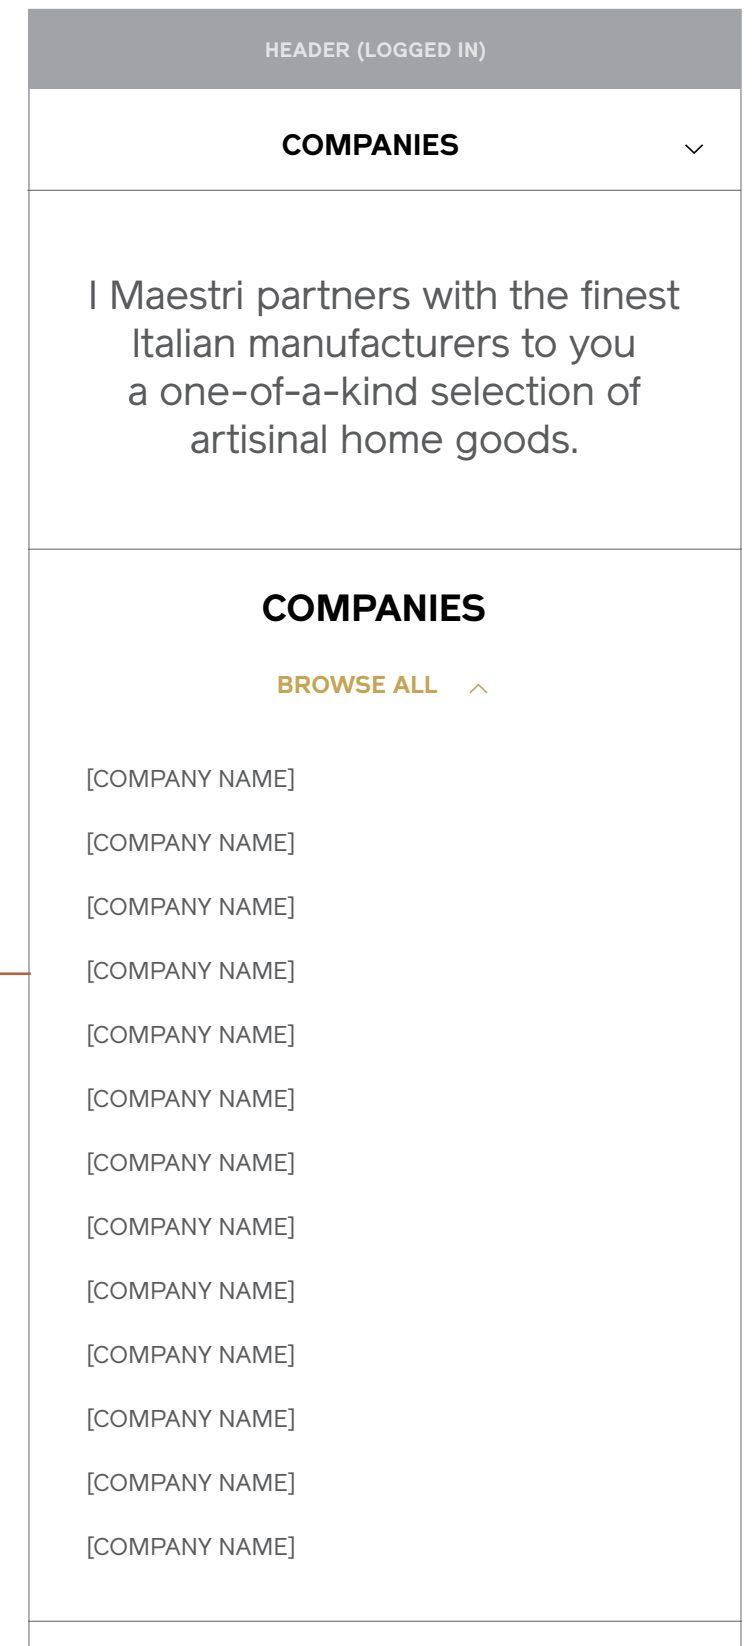 HEADER (LOGGED IN)
COMPANIES
I Maestri partners with the finest
Italian manufacturers to you
a one-of-a-kind selection of
artisinal home goods.
COMPANIES
BROWSE ALL
[COMPANY NAME]
[COMPANY NAME]
[COMPANY NAME]
[COMPANY NAME]
[COMPANY NAME]
[COMPANY NAME]
[COMPANY NAME]
[COMPANY NAME]
[COMPANY NAME]
[COMPANY NAME]
[COMPANY NAME]
[COMPANY NAME]
[COMPANY NAME]